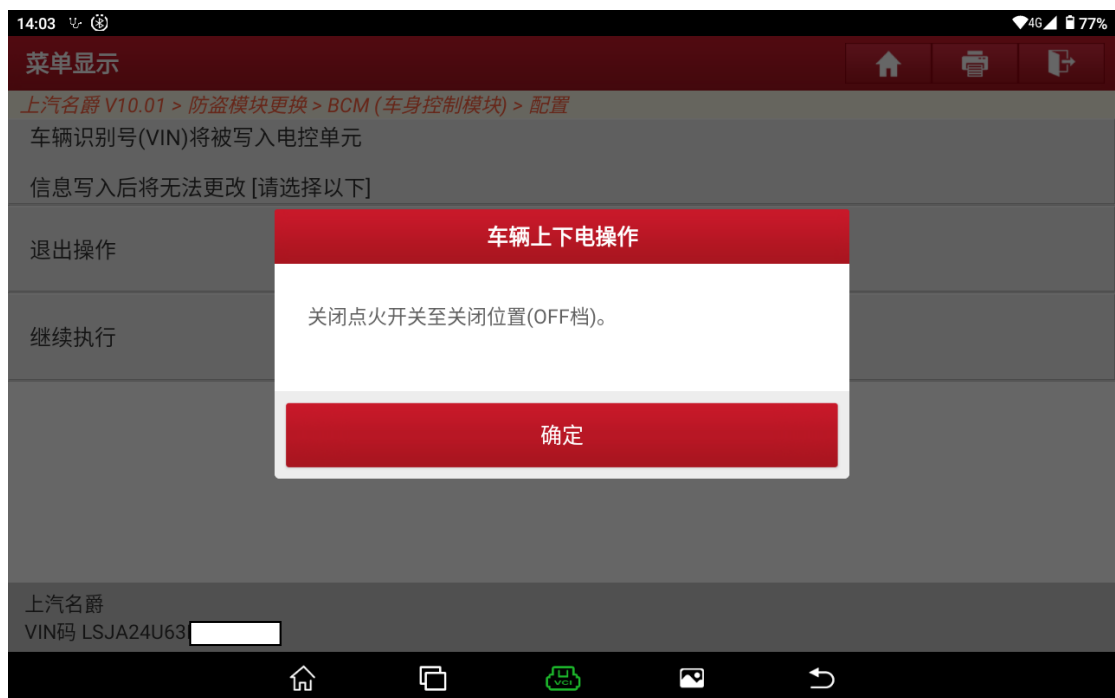 14:03
4G 77%
菜单显示
上汽名爵 V10.01 > 防盗模块更换 > BCM (车身控制模块) > 配置
车辆识别号(VIN)将被写入电控单元
信息写入后将无法更改 [请选择以下]
退出操作
继续执行
车辆上下电操作
关闭点火开关至关闭位置(OFF档)。
确定
上汽名爵
VIN码 LSJA24U63
VCI